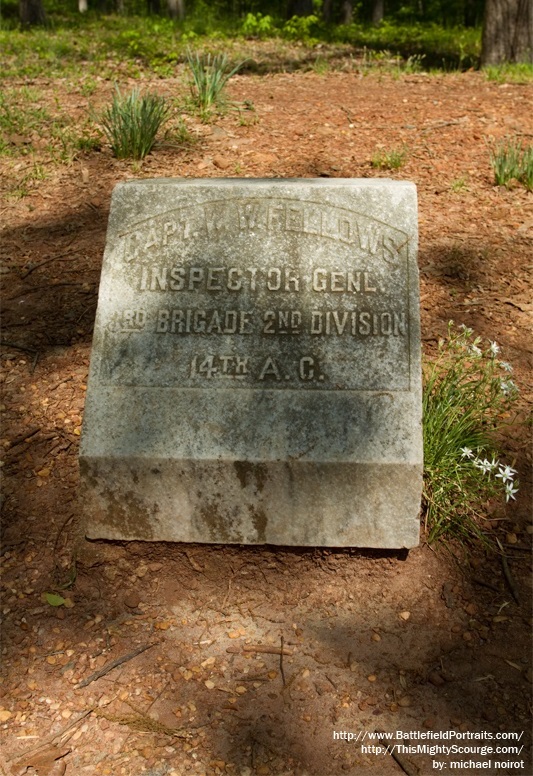 CAPT. W. W. FELLOWS
INSPECTOR GENL.
3RD BRIGADE 2ND DIVISION
14TH A. C.
http://www.BattlefieldPortraits.com/
http://ThisMightyScourge.com/
by: michael noirot